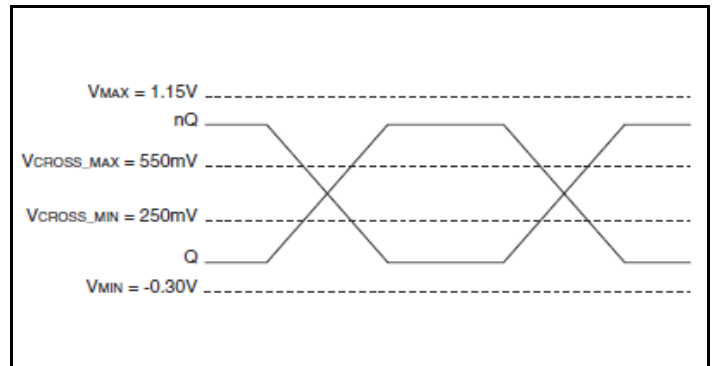 VMAX = 1.15V
nQ
VCROSS_MAX = 550mV
VCROSS_MIN = 250mV
Q
VMIN = -0.30V